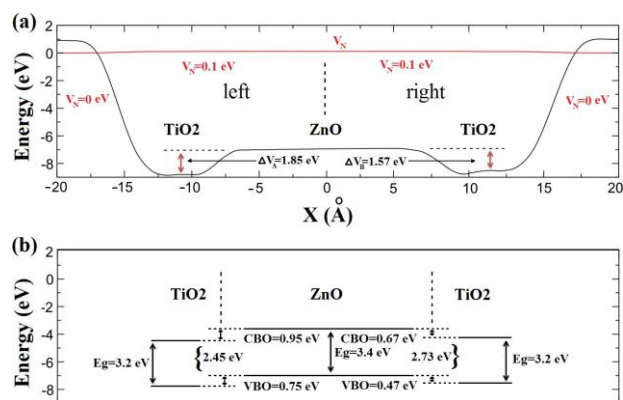 (a)
2
0
-2
-4
-6
-8
Energy (eV)
V_N
V_N=0.1 eV
V_N=0.1 eV
V_N=0 eV
V_N=0 eV
left
right
TiO2
ZnO
TiO2
ΔV_A=1.85 eV
ΔV_B=1.57 eV
-20 -15 -10 -5 0 5 10 15 20
X (Å)
(b)
2
0
-2
-4
-6
-8
Energy (eV)
TiO2
ZnO
TiO2
CBO=0.95 eV
CBO=0.67 eV
Eg=3.2 eV
2.45 eV
Eg=3.4 eV
2.73 eV
Eg=3.2 eV
VBO=0.75 eV
VBO=0.47 eV